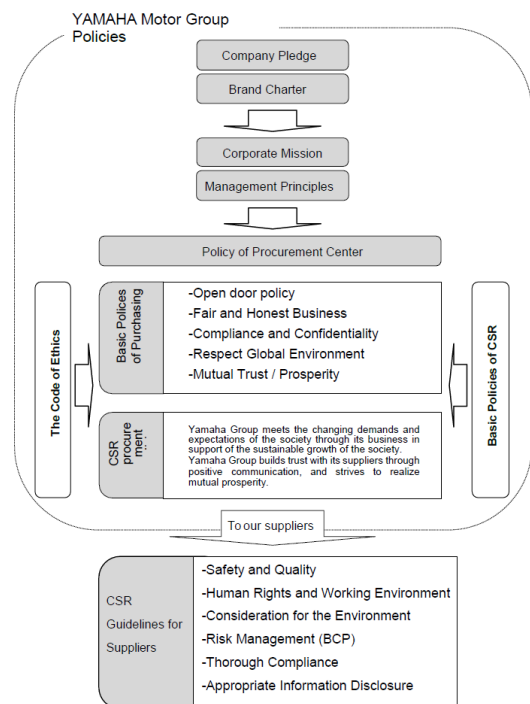 YAMAHA Motor Group
Policies
Company Pledge
Brand Charter
Corporate Mission
Management Principles
Policy of Procurement Center
The Code of Ethics
Basic Polices
of Purchasing
-Open door policy
-Fair and Honest Business
-Compliance and Confidentiality
-Respect Global Environment
-Mutual Trust / Prosperity
Basic Policies of CSR
CSR
procure
ment
Yamaha Group meets the changing demands and
expectations of the society through its business in
support of the sustainable growth of the society.
Yamaha Group builds trust with its suppliers through
positive communication, and strives to realize
mutual prosperity.
To our suppliers
CSR
Guidelines for
Suppliers
-Safety and Quality
-Human Rights and Working Environment
-Consideration for the Environment
-Risk Management (BCP)
-Thorough Compliance
-Appropriate Information Disclosure